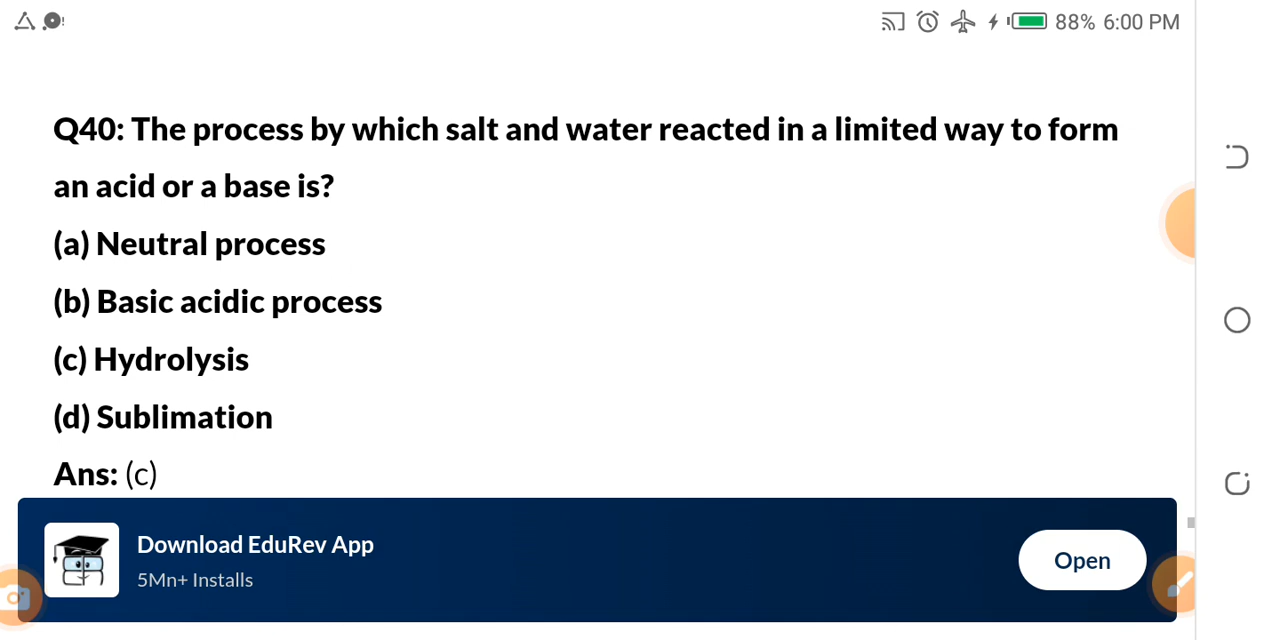 88% 6:00 PM
Q40: The process by which salt and water reacted in a limited way to form
an acid or a base is?
(a) Neutral process
(b) Basic acidic process
(c) Hydrolysis
(d) Sublimation
Ans: (c)
Download EduRev App
5Mn+ Installs
Open